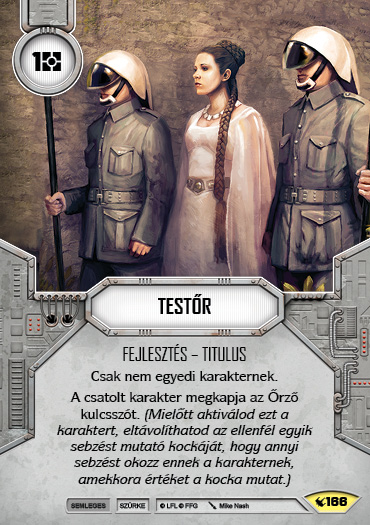 1
TESTŐR
FEJLESZTÉS – TITULUS
Csak nem egyedi karakternek.
A csatolt karakter megkapja az Őrző
kulcsszót. (Mielőtt aktiválod ezt a
karaktert, eltávolíthatod az ellenfél egyik
sebzést mutató kockáját, hogy annyi
sebzést okozz ennek a karakternek,
amekkora értéket a kocka mutat.)
SEMLEGES SZÜRKE © LFL © FFG Mike Nash 166